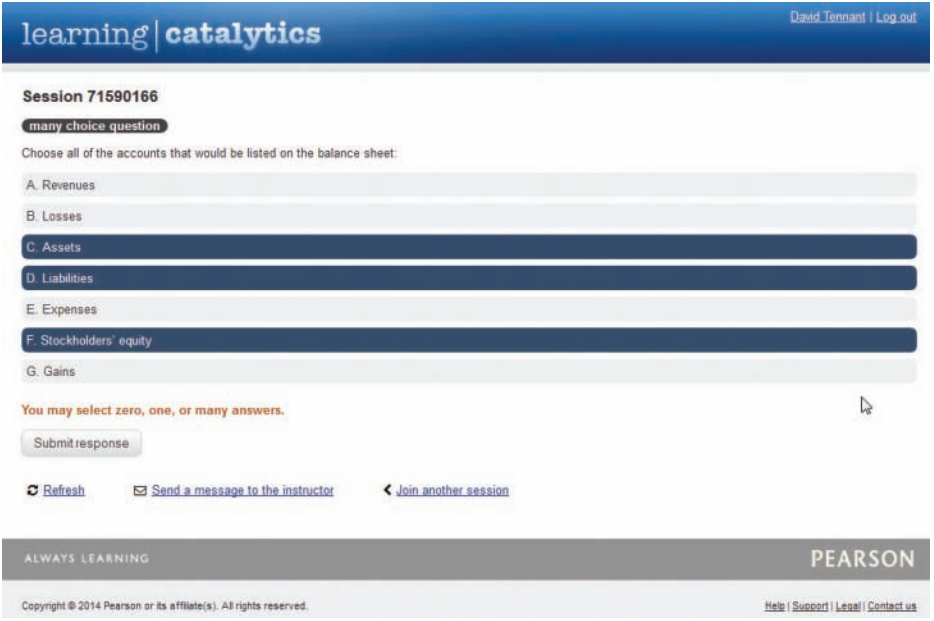 David Tennant | Log out
learning | catalytics
Session 71590166
many choice question
Choose all of the accounts that would be listed on the balance sheet:
A. Revenues
B. Losses
C. Assets
D. Liabilities
E. Expenses
F. Stockholders' equity
G. Gains
You may select zero, one, or many answers.
Submit response
Refresh Send a message to the instructor Join another session
ALWAYS LEARNING PEARSON
Copyright © 2014 Pearson or its affiliate(s). All rights reserved. Help | Support | Legal | Contact us